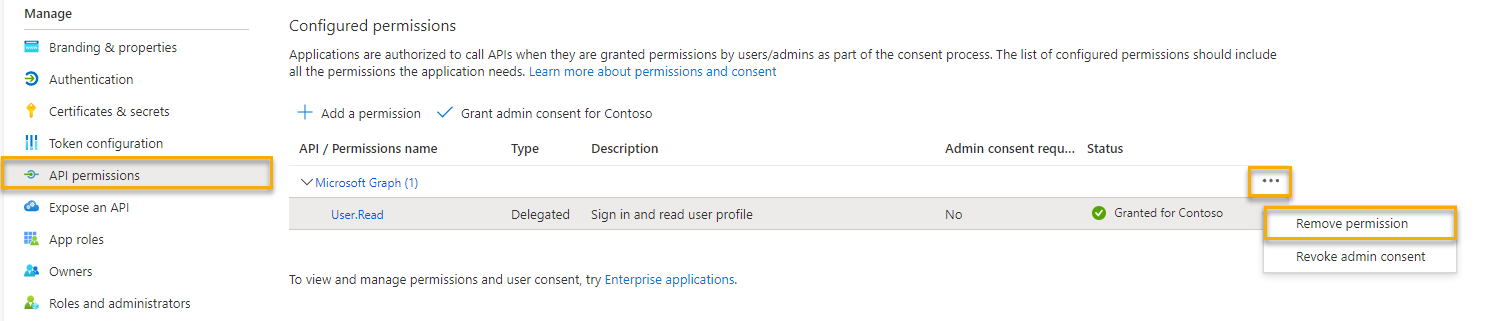 Manage
Branding & properties
Authentication
Certificates & secrets
Token configuration
API permissions
Expose an API
App roles
Owners
Roles and administrators
Configured permissions
Applications are authorized to call APIs when they are granted permissions by users/admins as part of the consent process. The list of configured permissions should include
all the permissions the application needs. Learn more about permissions and consent
Add a permission Grant admin consent for Contoso
API / Permissions name Type Description Admin consent requ... Status
Microsoft Graph (1)
User.Read Delegated Sign in and read user profile No Granted for Contoso
Remove permission
Revoke admin consent
To view and manage permissions and user consent, try Enterprise applications.